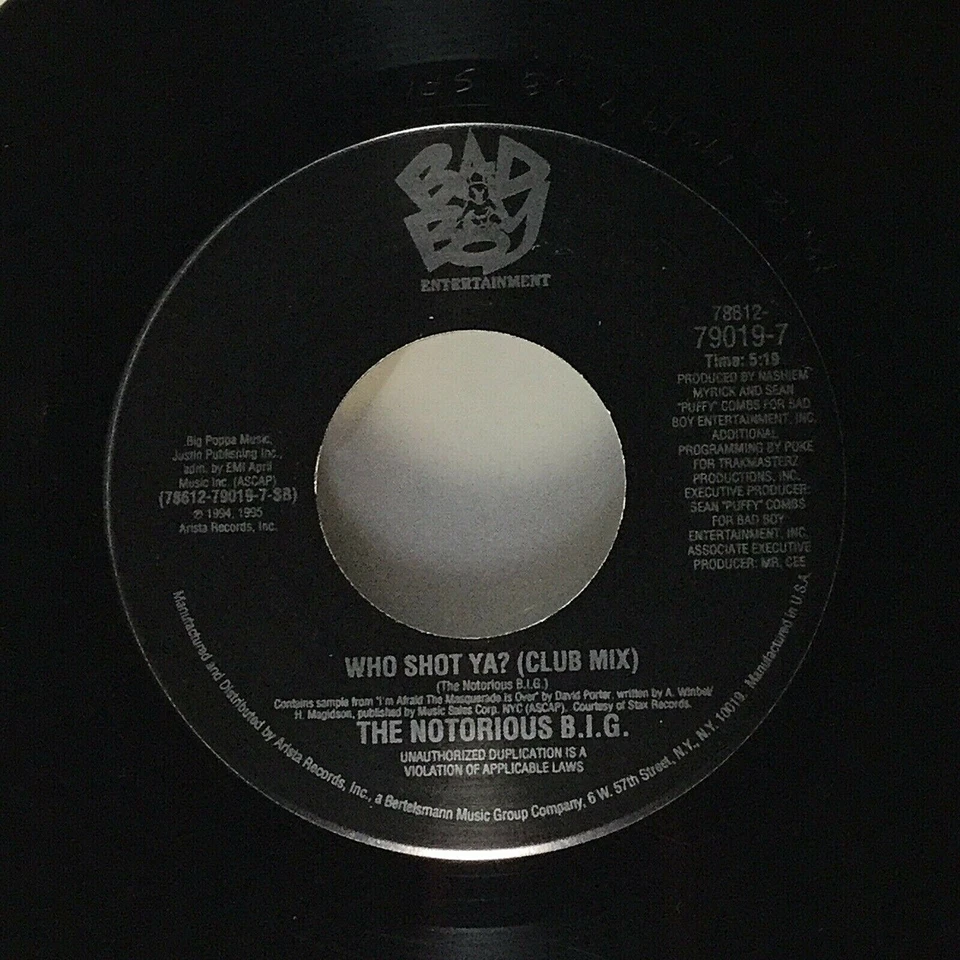 BAD
BOY
ENTERTAINMENT
78612-
79019-7
Time: 5:19
PRODUCED BY NASHIEM
MYRICK AND SEAN
"PUFFY" COMBS FOR BAD
BOY ENTERTAINMENT, INC.
ADDITIONAL
PROGRAMMING BY POKE
FOR TRAKMASTERZ
PRODUCTIONS, INC.
EXECUTIVE PRODUCER:
SEAN "PUFFY" COMBS
FOR BAD BOY
ENTERTAINMENT, INC.
ASSOCIATE EXECUTIVE
PRODUCER: MR. CEE
Big Poppa Music,
Justin Publishing Inc.,
adm. by EMI April
Music Inc. (ASCAP)
(78612-79019-7-SB)
℗ 1994, 1995
Arista Records, Inc.
WHO SHOT YA? (CLUB MIX)
(The Notorious B.I.G.)
Contains sample from "I'm Afraid The Masquerade Is Over" by David Porter, written by A. Wrubel/
H. Magidson, published by Music Sales Corp. NYC (ASCAP). Courtesy of Stax Records.
THE NOTORIOUS B.I.G.
UNAUTHORIZED DUPLICATION IS A
VIOLATION OF APPLICABLE LAWS
Manufactured and Distributed by Arista Records, Inc., a Bertelsmann Music Group Company, 6 W. 57th Street, N.Y., N.Y. 10019. Manufactured in U.S.A.